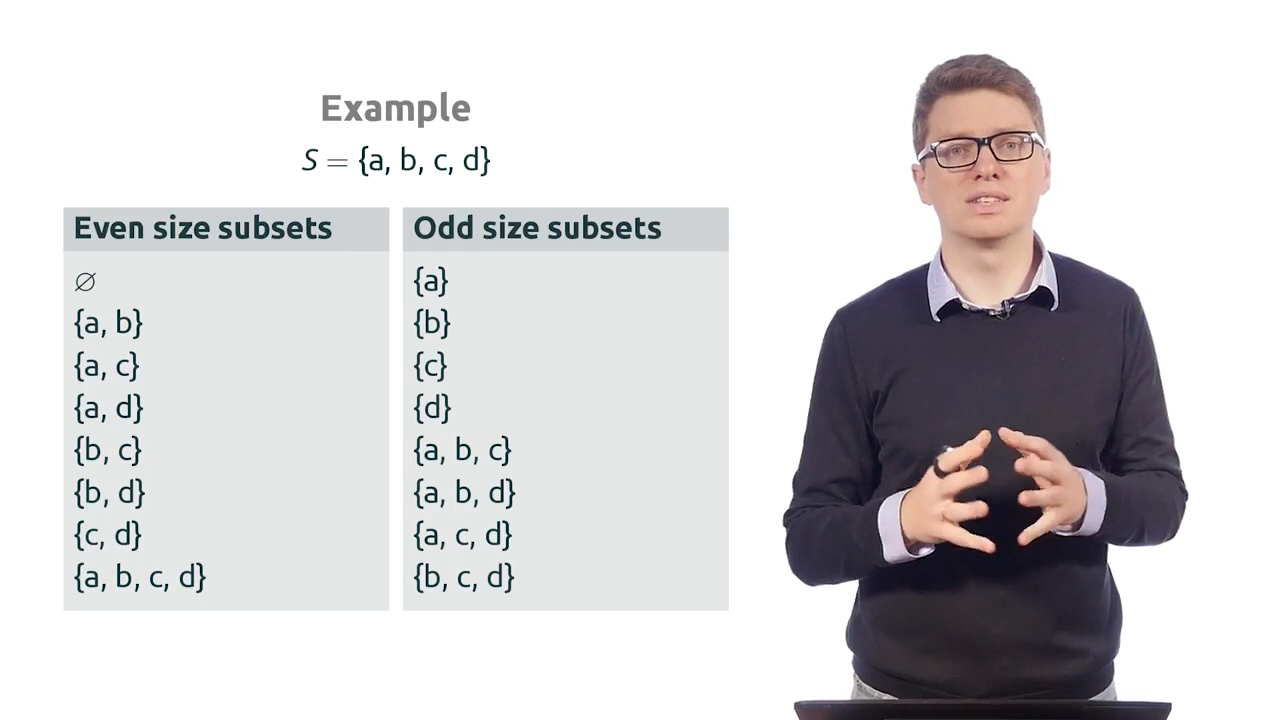 Example
S = {a, b, c, d}
Even size subsets
∅
{a, b}
{a, c}
{a, d}
{b, c}
{b, d}
{c, d}
{a, b, c, d}
Odd size subsets
{a}
{b}
{c}
{d}
{a, b, c}
{a, b, d}
{a, c, d}
{b, c, d}